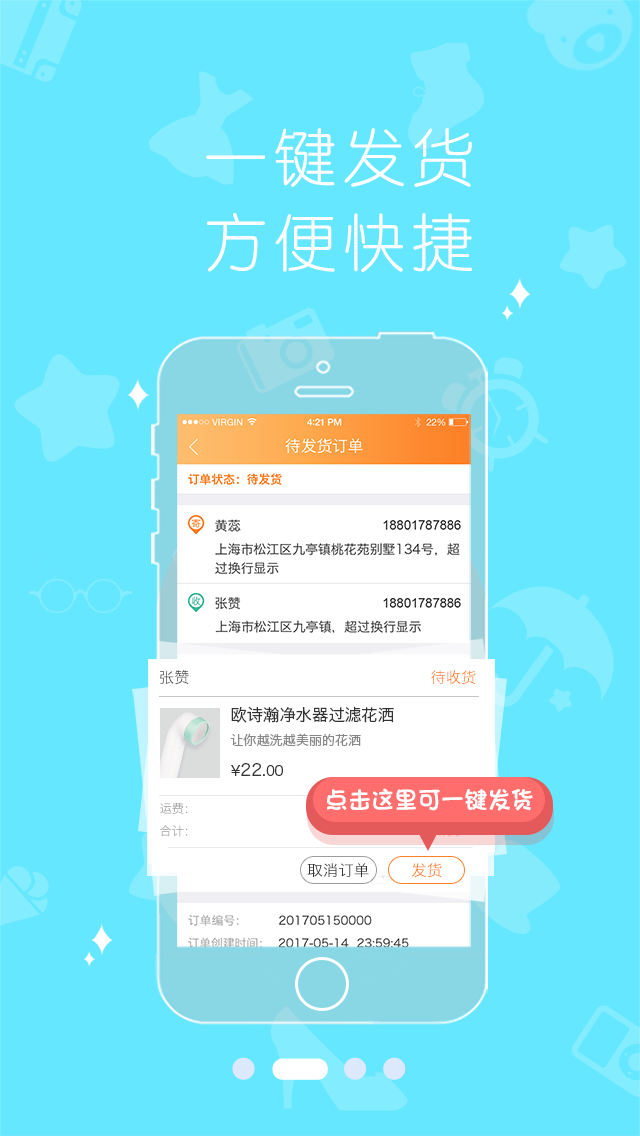 一键发货
方便快捷
VIRGIN 4:21 PM 22%
待发货订单
订单状态：待发货
寄 黄蕊 18801787886
上海市松江区九亭镇桃花苑别墅134号，超
过换行显示
收 张赞 18801787886
上海市松江区九亭镇，超过换行显示
张赞 待收货
欧诗瀚净水器过滤花洒
让你越洗越美丽的花洒
¥22.00
点击这里可一键发货
运费:
合计:
取消订单 发货
订单编号: 201705150000
订单创建时间: 2017-05-14 23:59:45